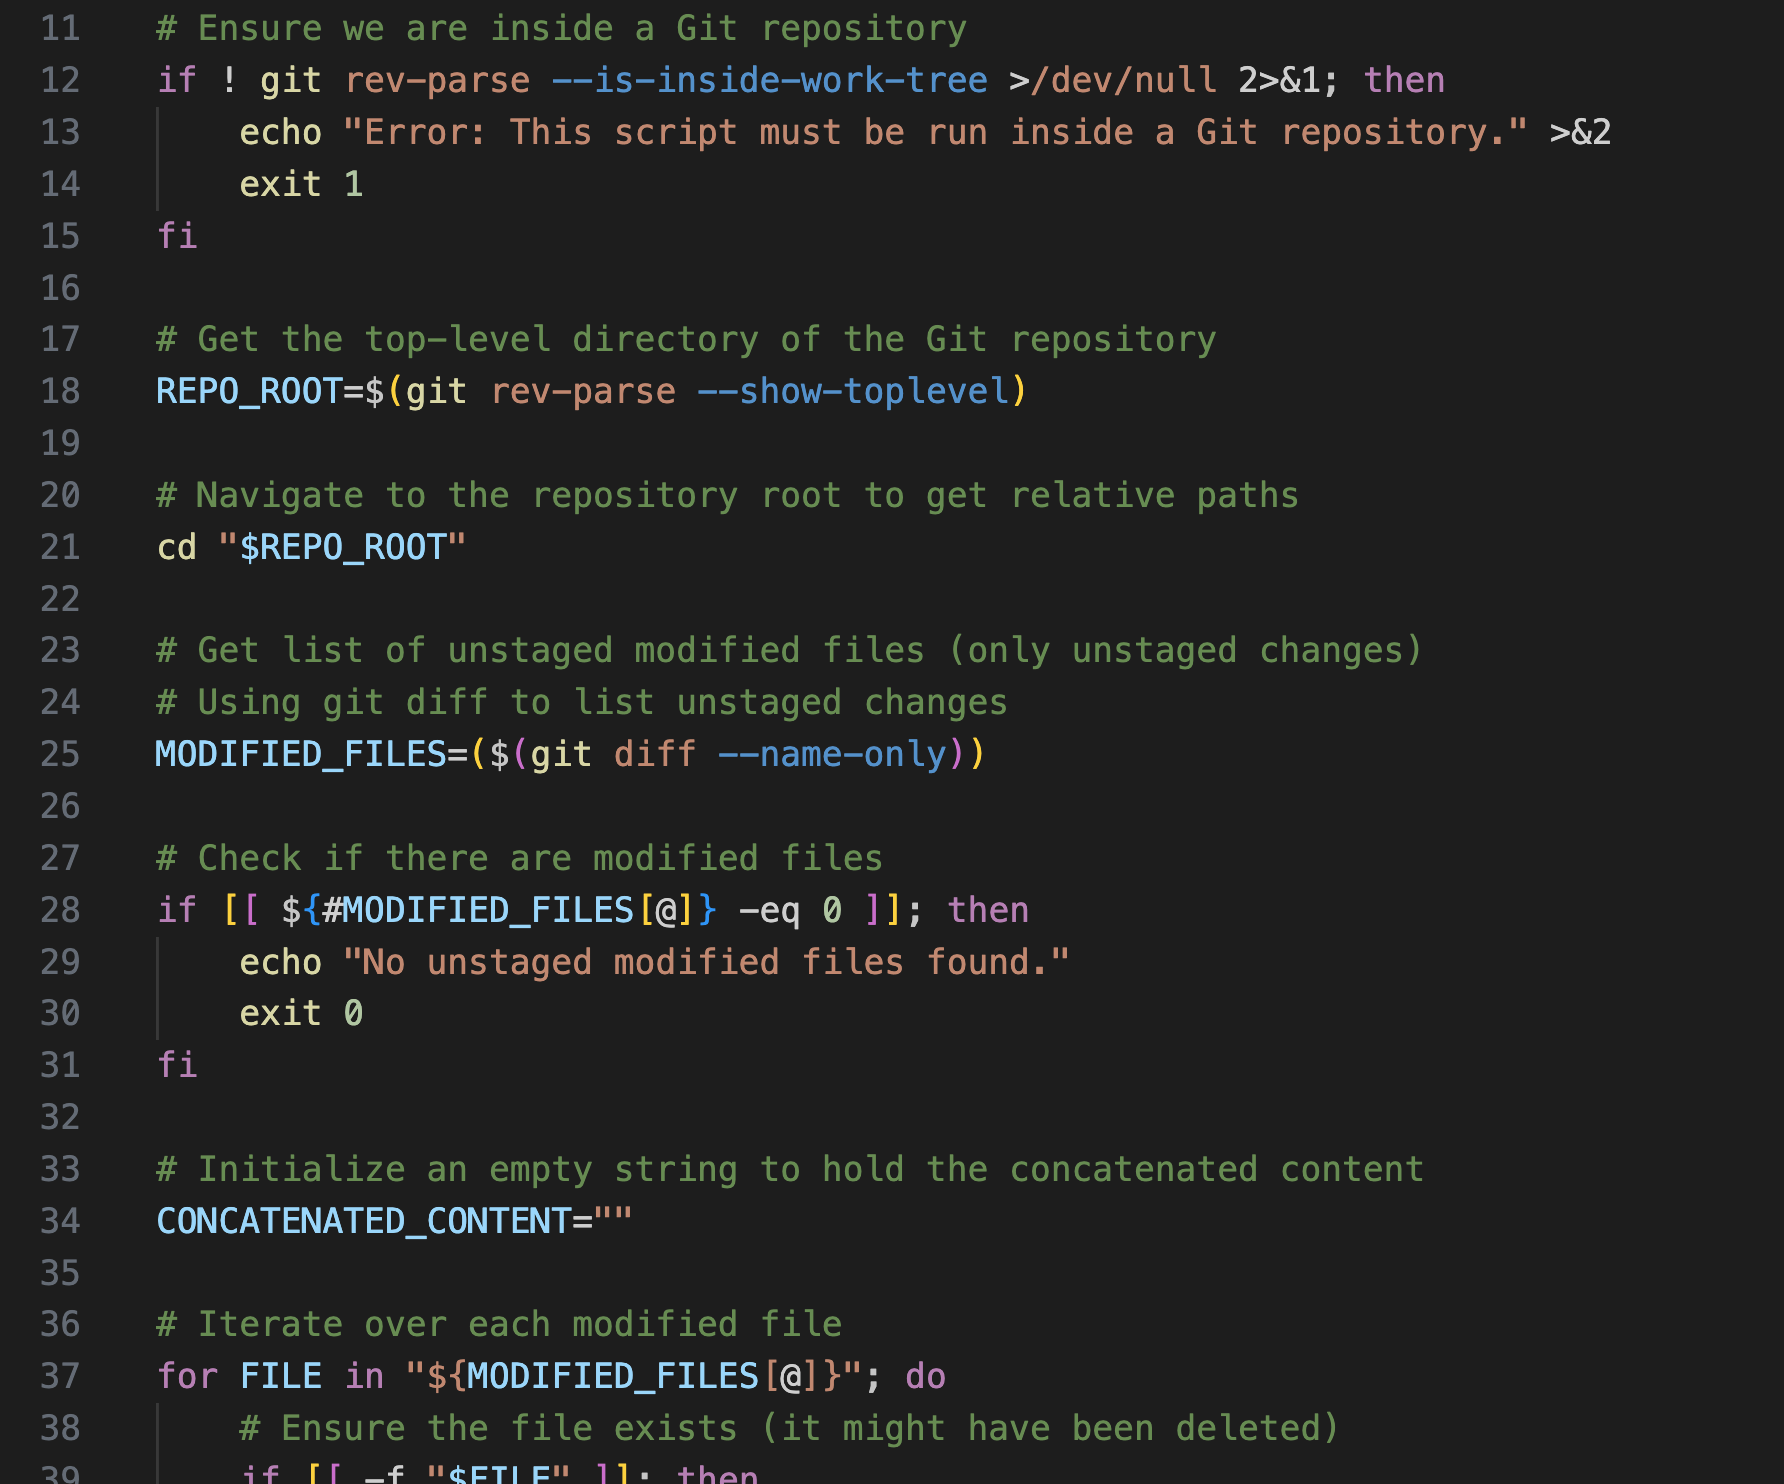 11 # Ensure we are inside a Git repository
12 if ! git rev-parse --is-inside-work-tree >/dev/null 2>&1; then
13     echo "Error: This script must be run inside a Git repository." >&2
14     exit 1
15 fi
16
17 # Get the top-level directory of the Git repository
18 REPO_ROOT=$(git rev-parse --show-toplevel)
19
20 # Navigate to the repository root to get relative paths
21 cd "$REPO_ROOT"
22
23 # Get list of unstaged modified files (only unstaged changes)
24 # Using git diff to list unstaged changes
25 MODIFIED_FILES=($(git diff --name-only))
26
27 # Check if there are modified files
28 if [[ ${#MODIFIED_FILES[@]} -eq 0 ]]; then
29     echo "No unstaged modified files found."
30     exit 0
31 fi
32
33 # Initialize an empty string to hold the concatenated content
34 CONCATENATED_CONTENT=""
35
36 # Iterate over each modified file
37 for FILE in "${MODIFIED_FILES[@]}"; do
38     # Ensure the file exists (it might have been deleted)
39     if [[ -f "$FILE" ]]; then